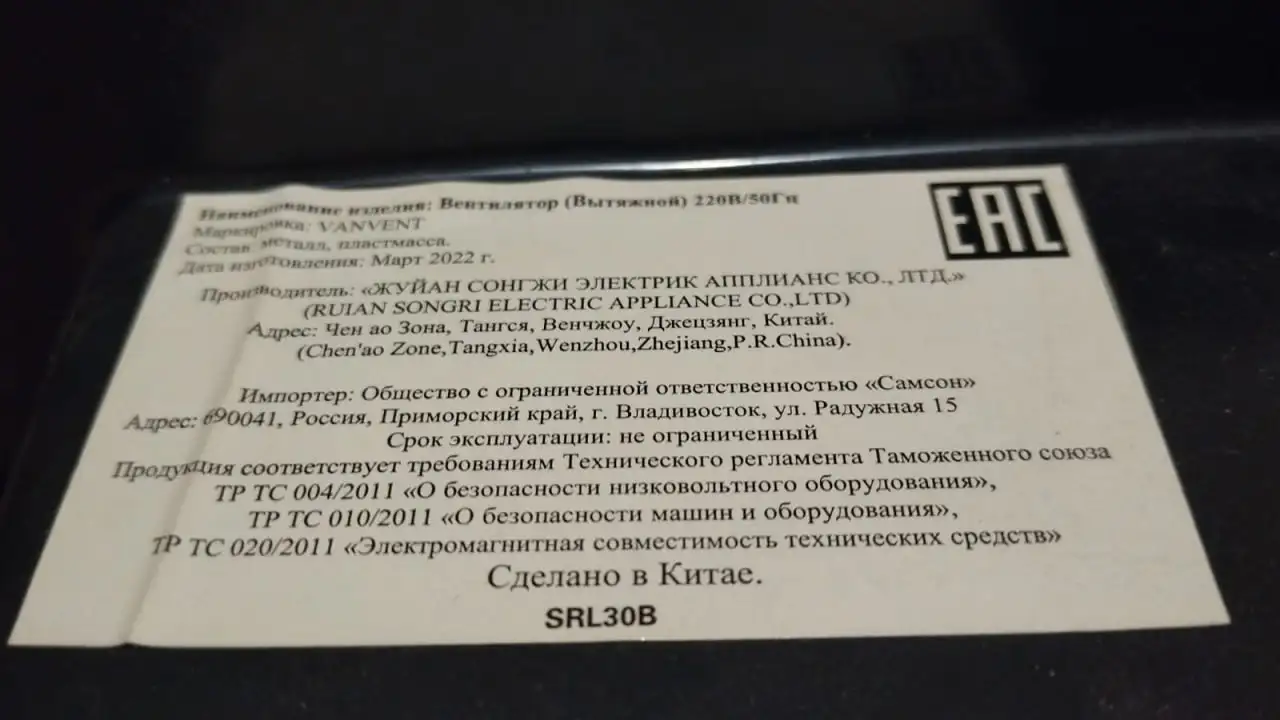 Наименование изделия: Вентилятор (Вытяжной) 220В/50Гц
EAC
Маркировка: VANVENT
Состав: металл, пластмасса.
Дата изготовления: Март 2022 г.
Производитель: «ЖУЙАН СОНГЖИ ЭЛЕКТРИК АППЛИАНС КО., ЛТД.»
(RUIAN SONGRI ELECTRIC APPLIANCE CO.,LTD)
Адрес: Чен ао Зона, Тангся, Венчжоу, Джецзянг, Китай.
(Chen'ao Zone,Tangxia,Wenzhou,Zhejiang,P.R.China).
Импортер: Общество с ограниченной ответственностью «Самсон»
Адрес: 690041, Россия, Приморский край, г. Владивосток, ул. Радужная 15
Срок эксплуатации: не ограниченный
Продукция соответствует требованиям Технического регламента Таможенного союза
ТР ТС 004/2011 «О безопасности низковольтного оборудования»,
ТР ТС 010/2011 «О безопасности машин и оборудования»,
ТР ТС 020/2011 «Электромагнитная совместимость технических средств»
Сделано в Китае.
SRL30B